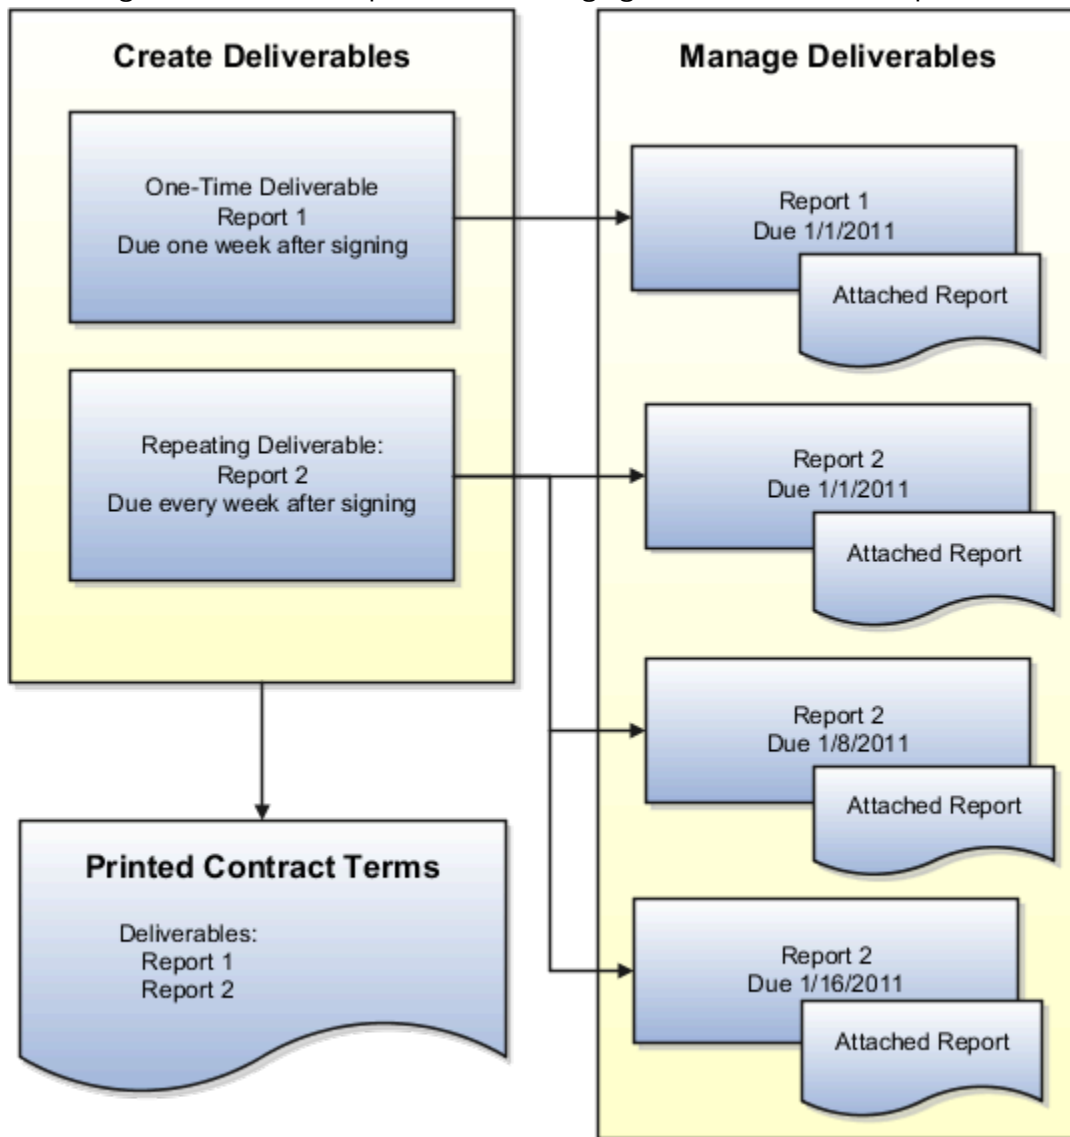 Create Deliverables
One-Time Deliverable
Report 1
Due one week after signing
Repeating Deliverable:
Report 2
Due every week after signing
Printed Contract Terms
Deliverables:
Report 1
Report 2
Manage Deliverables
Report 1
Due 1/1/2011
Attached Report
Report 2
Due 1/1/2011
Attached Report
Report 2
Due 1/8/2011
Attached Report
Report 2
Due 1/16/2011
Attached Report